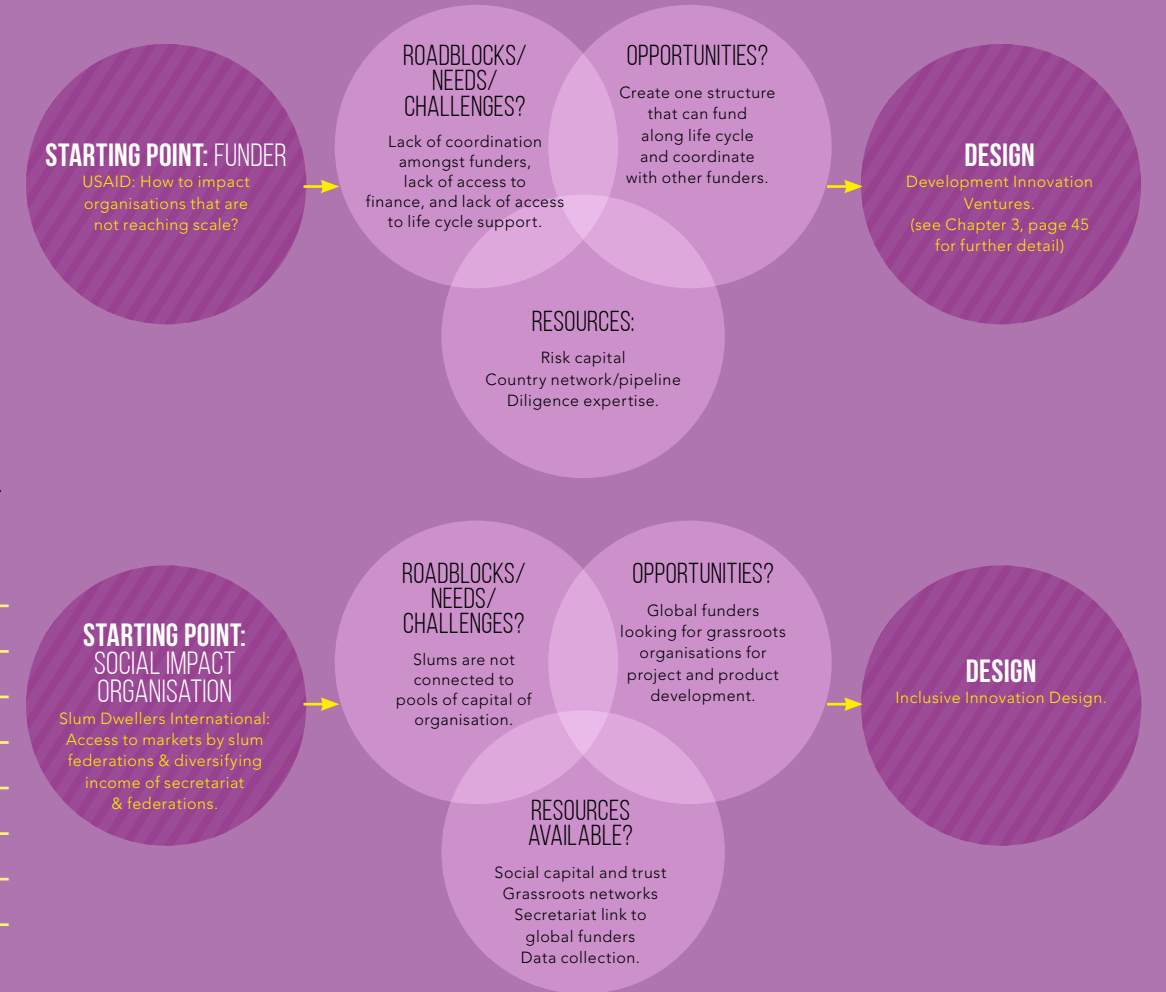 STARTING POINT: FUNDER
USAID: How to impact
organisations that are
not reaching scale?
ROADBLOCKS/
NEEDS/
CHALLENGES?
Lack of coordination
amongst funders,
lack of access to
finance, and lack of access
to life cycle support.
OPPORTUNITIES?
Create one structure
that can fund
along life cycle
and coordinate
with other funders.
RESOURCES:
Risk capital
Country network/pipeline
Diligence expertise.
DESIGN
Development Innovation
Ventures.
(see Chapter 3, page 45
for further detail)
STARTING POINT:
SOCIAL IMPACT
ORGANISATION
Slum Dwellers International:
Access to markets by slum
federations & diversifying
income of secretariat
& federations.
ROADBLOCKS/
NEEDS/
CHALLENGES?
Slums are not
connected to
pools of capital of
organisation.
OPPORTUNITIES?
Global funders
looking for grassroots
organisations for
project and product
development.
RESOURCES
AVAILABLE?
Social capital and trust
Grassroots networks
Secretariat link to
global funders
Data collection.
DESIGN
Inclusive Innovation Design.